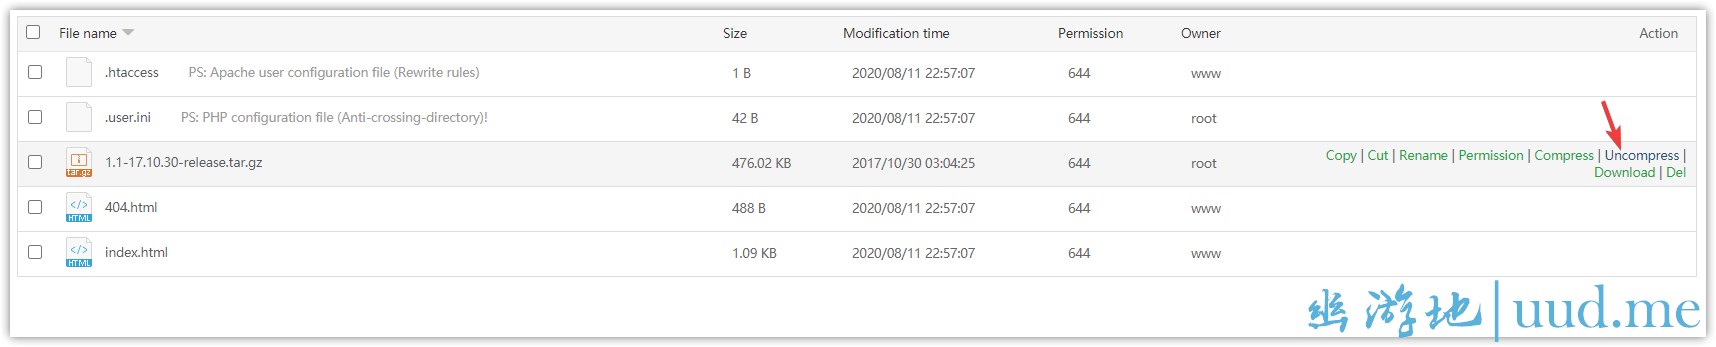 File name Size Modification time Permission Owner Action
.htaccess PS: Apache user configuration file (Rewrite rules) 1 B 2020/08/11 22:57:07 644 www
.user.ini PS: PHP configuration file (Anti-crossing-directory)! 42 B 2020/08/11 22:57:07 644 root
tar.gz 1.1-17.10.30-release.tar.gz 476.02 KB 2017/10/30 03:04:25 644 root Copy | Cut | Rename | Permission | Compress | Uncompress |
Download | Del
HTML 404.html 488 B 2020/08/11 22:57:07 644 www
HTML index.html 1.09 KB 2020/08/11 22:57:07 644 www
幽游地|uud.me